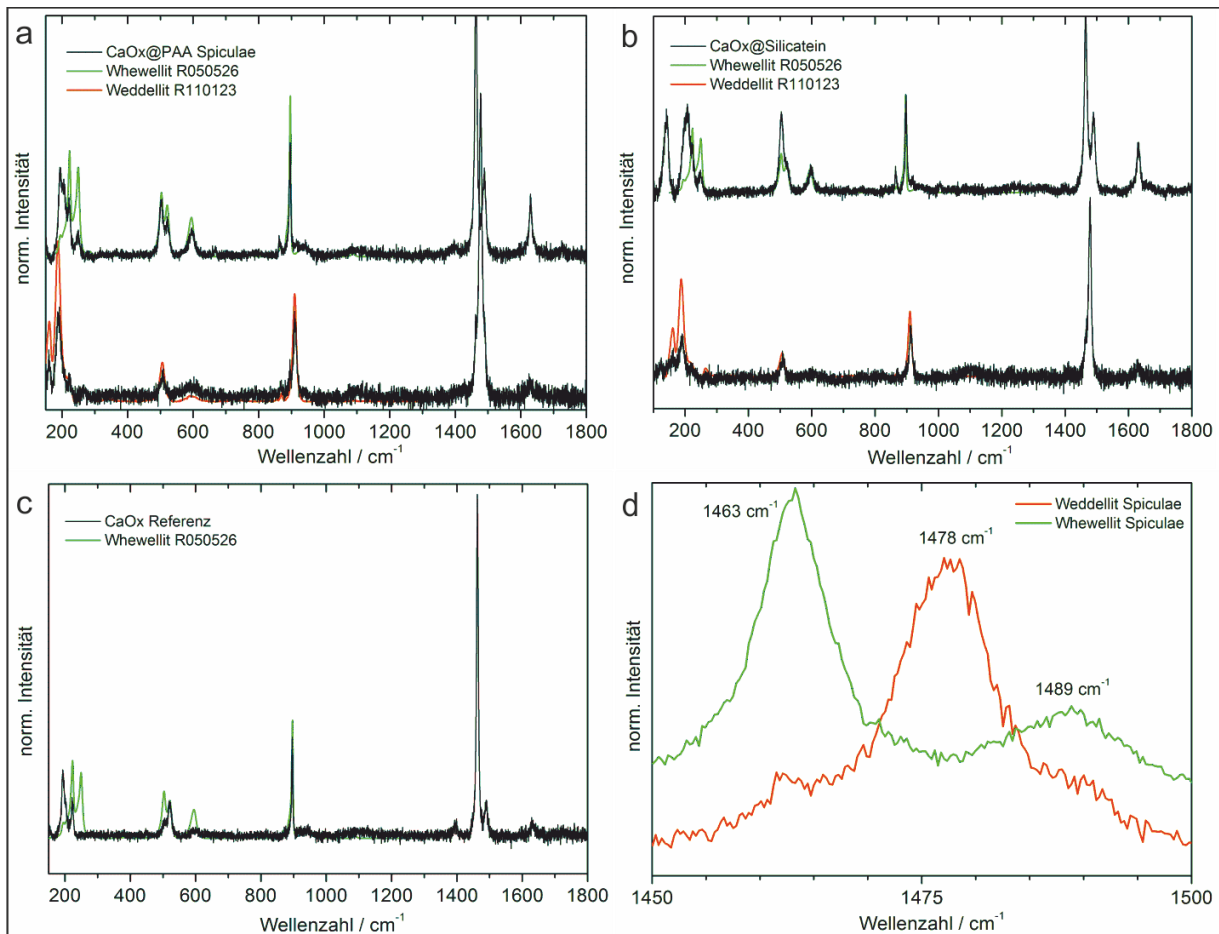 a
CaOx@PAA Spiculae
Whewellit R050526
Weddellit R110123
norm. Intensität
200 400 600 800 1000 1200 1400 1600 1800
Wellenzahl / cm⁻¹
b
CaOx@Silicatein
Whewellit R050526
Weddellit R110123
norm. Intensität
200 400 600 800 1000 1200 1400 1600 1800
Wellenzahl / cm⁻¹
c
CaOx Referenz
Whewellit R050526
norm. Intensität
200 400 600 800 1000 1200 1400 1600 1800
Wellenzahl / cm⁻¹
d
Weddellit Spiculae
Whewellit Spiculae
1463 cm⁻¹
1478 cm⁻¹
1489 cm⁻¹
norm. Intensität
1450 1475 1500
Wellenzahl / cm⁻¹